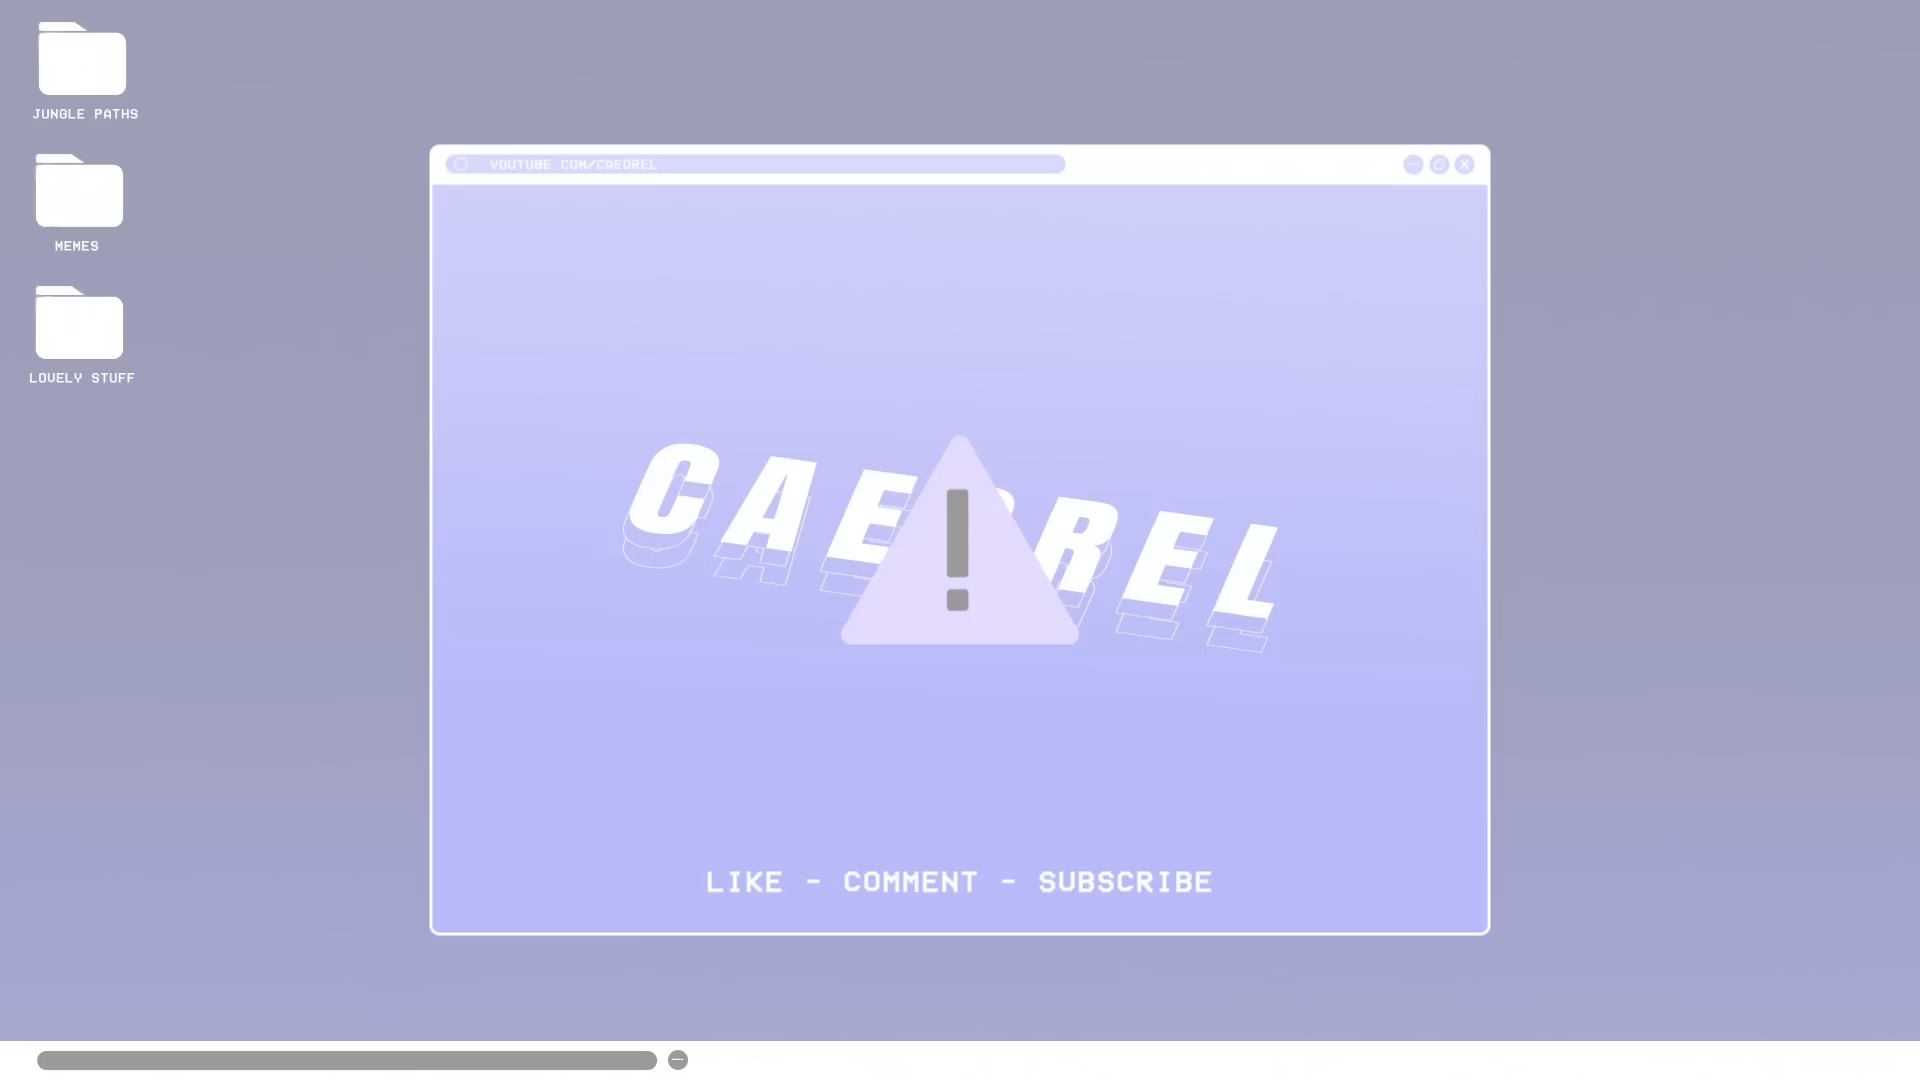 JUNGLE PATHS
MEMES
LOVELY STUFF
YOUTUBE COM/CAEDREL
CAEDREL
!
LIKE - COMMENT - SUBSCRIBE